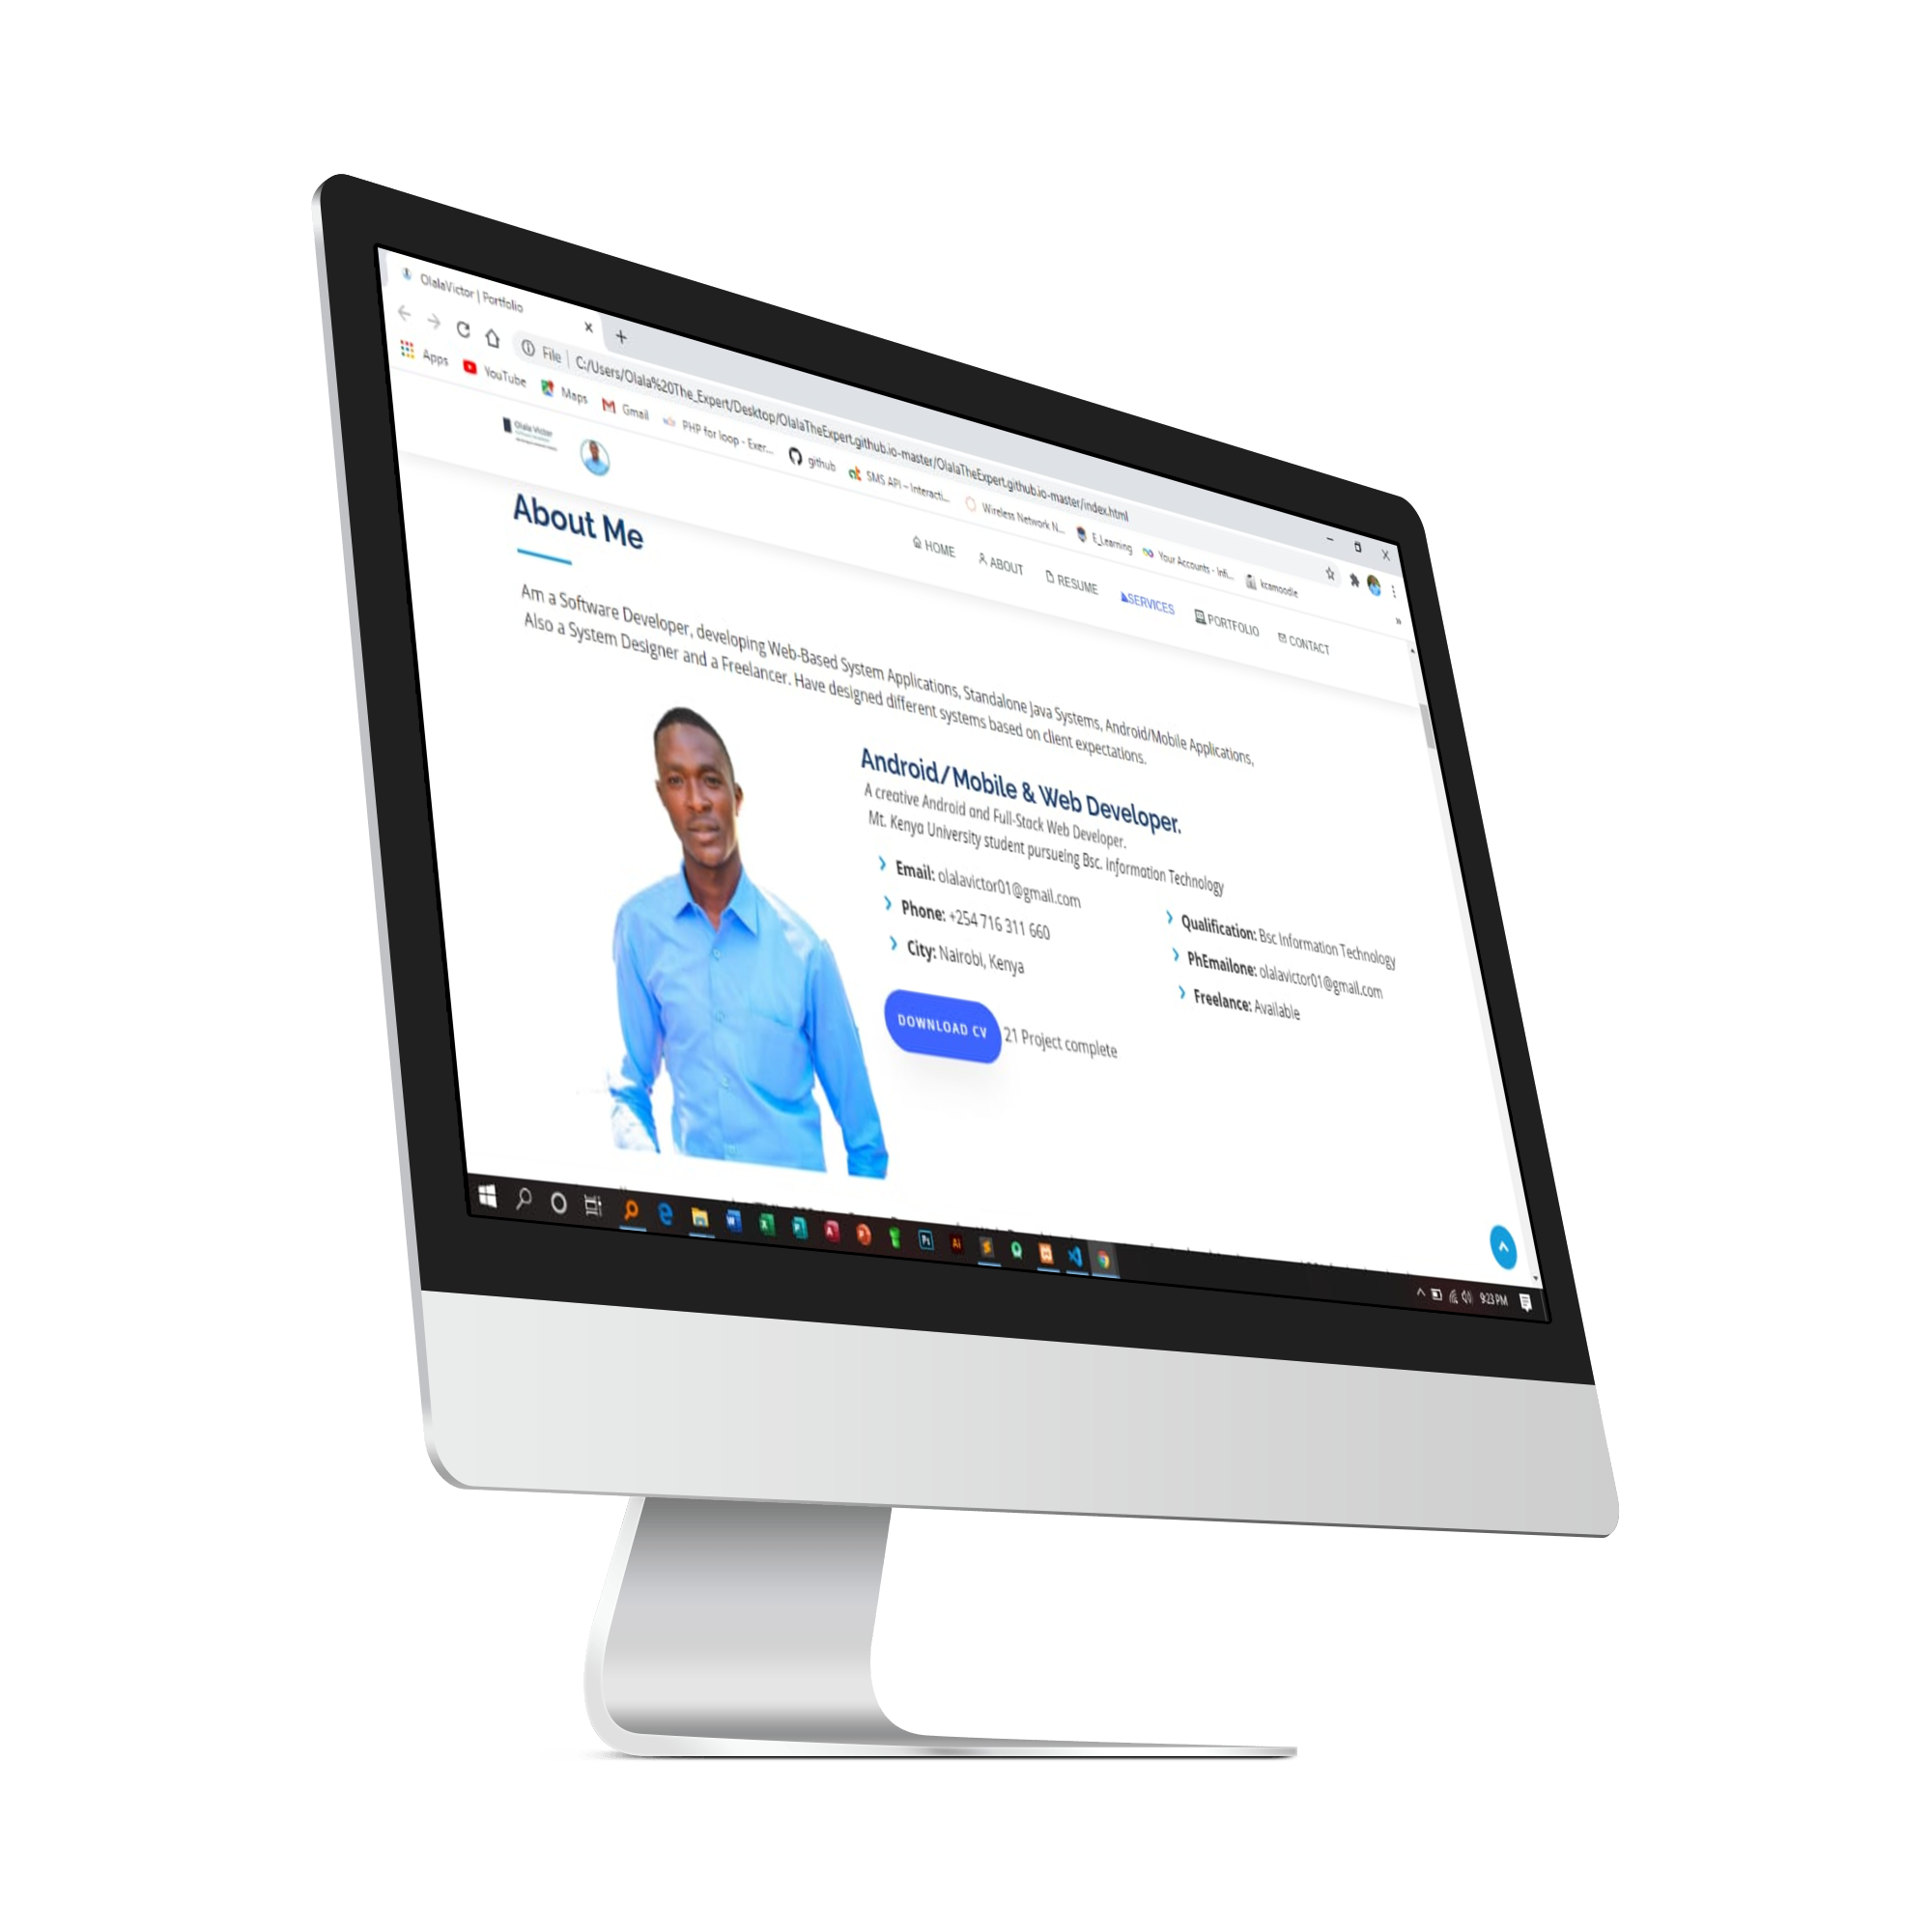 OlalaVictor | Portfolio
File | C:/Users/Olala%20The_Expert/Desktop/OlalaTheExpert.github.io-master/OlalaTheExpert.github.io-master/index.html
Apps YouTube Maps Gmail PHP for loop - Exer... github SMS API – Interacti... Wireless Network N... E_Learning Your Accounts - Infi... kcamoodle »
Olala Victor
HOME ABOUT RESUME SERVICES PORTFOLIO CONTACT
About Me
Am a Software Developer, developing Web-Based System Applications, Standalone Java Systems, Android/Mobile Applications,
Also a System Designer and a Freelancer. Have designed different systems based on client expectations.
Android/Mobile & Web Developer.
A creative Android and Full-Stack Web Developer.
Mt. Kenya University student pursueing Bsc. Information Technology
Email: olalavictor01@gmail.com
Phone: +254 716 311 660
City: Nairobi, Kenya
Qualification: Bsc Information Technology
PhEmailone: olalavictor01@gmail.com
Freelance: Available
DOWNLOAD CV 21 Project complete
9:23 PM